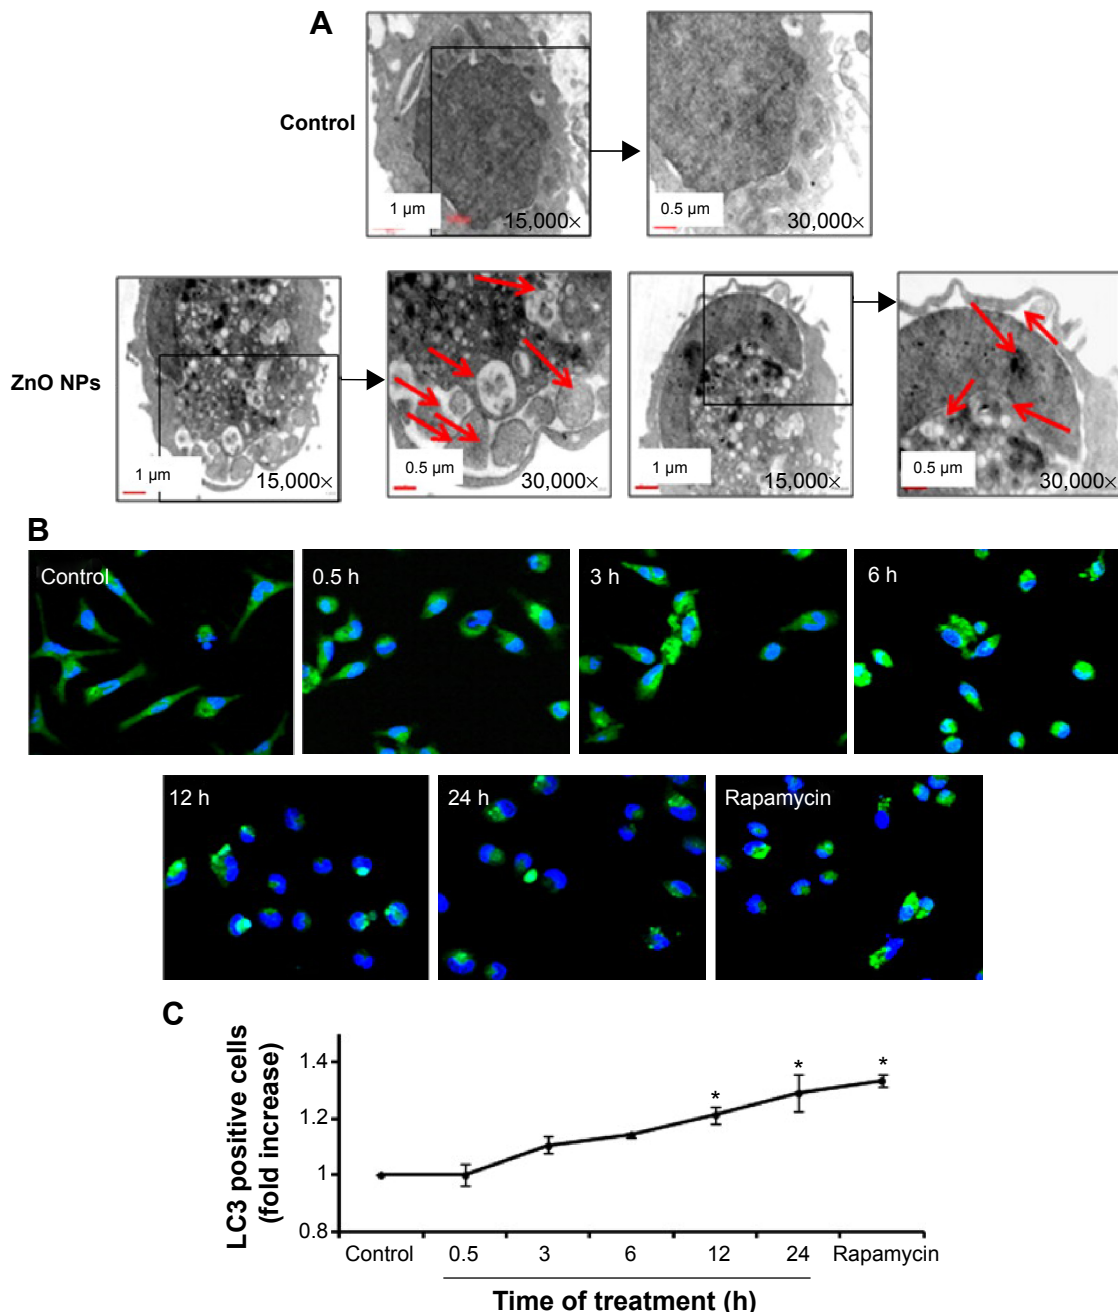 A
Control
1 µm
15,000×
0.5 µm
30,000×
ZnO NPs
1 µm
15,000×
0.5 µm
30,000×
1 µm
15,000×
0.5 µm
30,000×
B
Control
0.5 h
3 h
6 h
12 h
24 h
Rapamycin
C
LC3 positive cells
(fold increase)
1.4
1.2
1
0.8
*
*
*
Control
0.5
3
6
12
24
Rapamycin
Time of treatment (h)